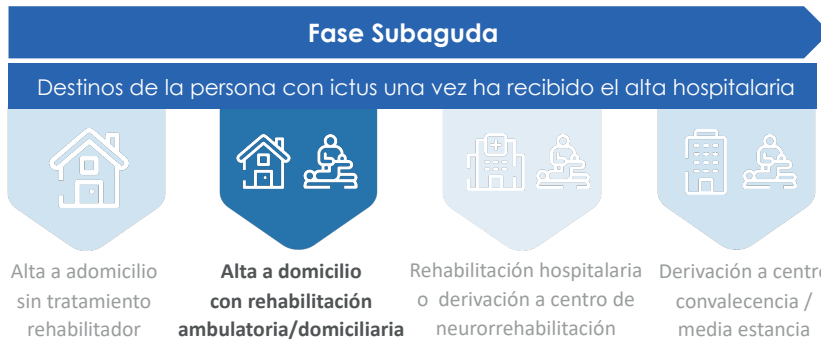 Fase Subaguda
Destinos de la persona con ictus una vez ha recibido el alta hospitalaria
Alta a adomicilio
sin tratamiento
rehabilitador
Alta a domicilio
con rehabilitación
ambulatoria/domiciliaria
Rehabilitación hospitalaria
o derivación a centro de
neurorrehabilitación
Derivación a centro
convalecencia /
media estancia